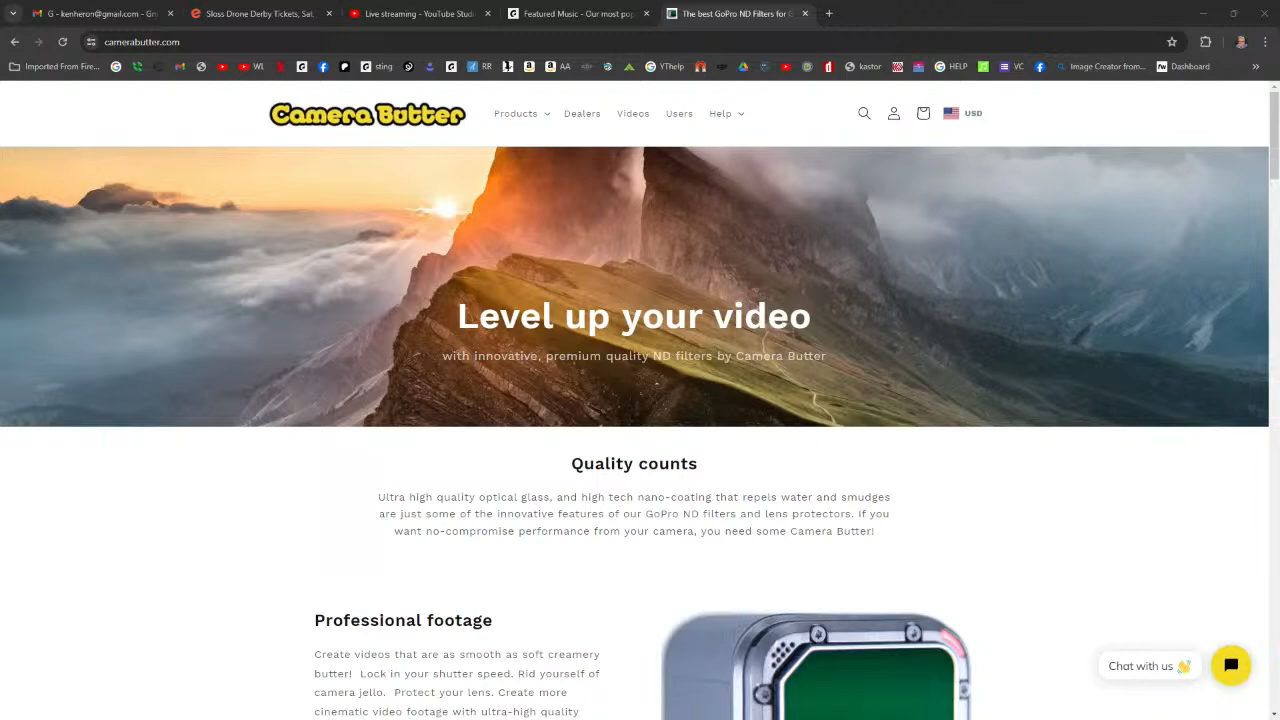 G - kenheron@gmail.com - Gro
Sloss Drone Derby Tickets, Sat.
Live streaming - YouTube Studi
Featured Music - Our most pop
The best GoPro ND Filters for G
camerabutter.com
Imported From Fire...
WL
sting
RR
AA
YThelp
kastor
HELP
VC
Image Creator from...
Dashboard
Camera Butter
Products
Dealers
Videos
Users
Help
USD
Level up your video
with innovative, premium quality ND filters by Camera Butter
Quality counts
Ultra high quality optical glass, and high tech nano-coating that repels water and smudges
are just some of the innovative features of our GoPro ND filters and lens protectors. If you
want no-compromise performance from your camera, you need some Camera Butter!
Professional footage
Create videos that are as smooth as soft creamery
butter! Lock in your shutter speed. Rid yourself of
camera jello. Protect your lens. Create more
cinematic video footage with ultra-high quality
Chat with us 👋